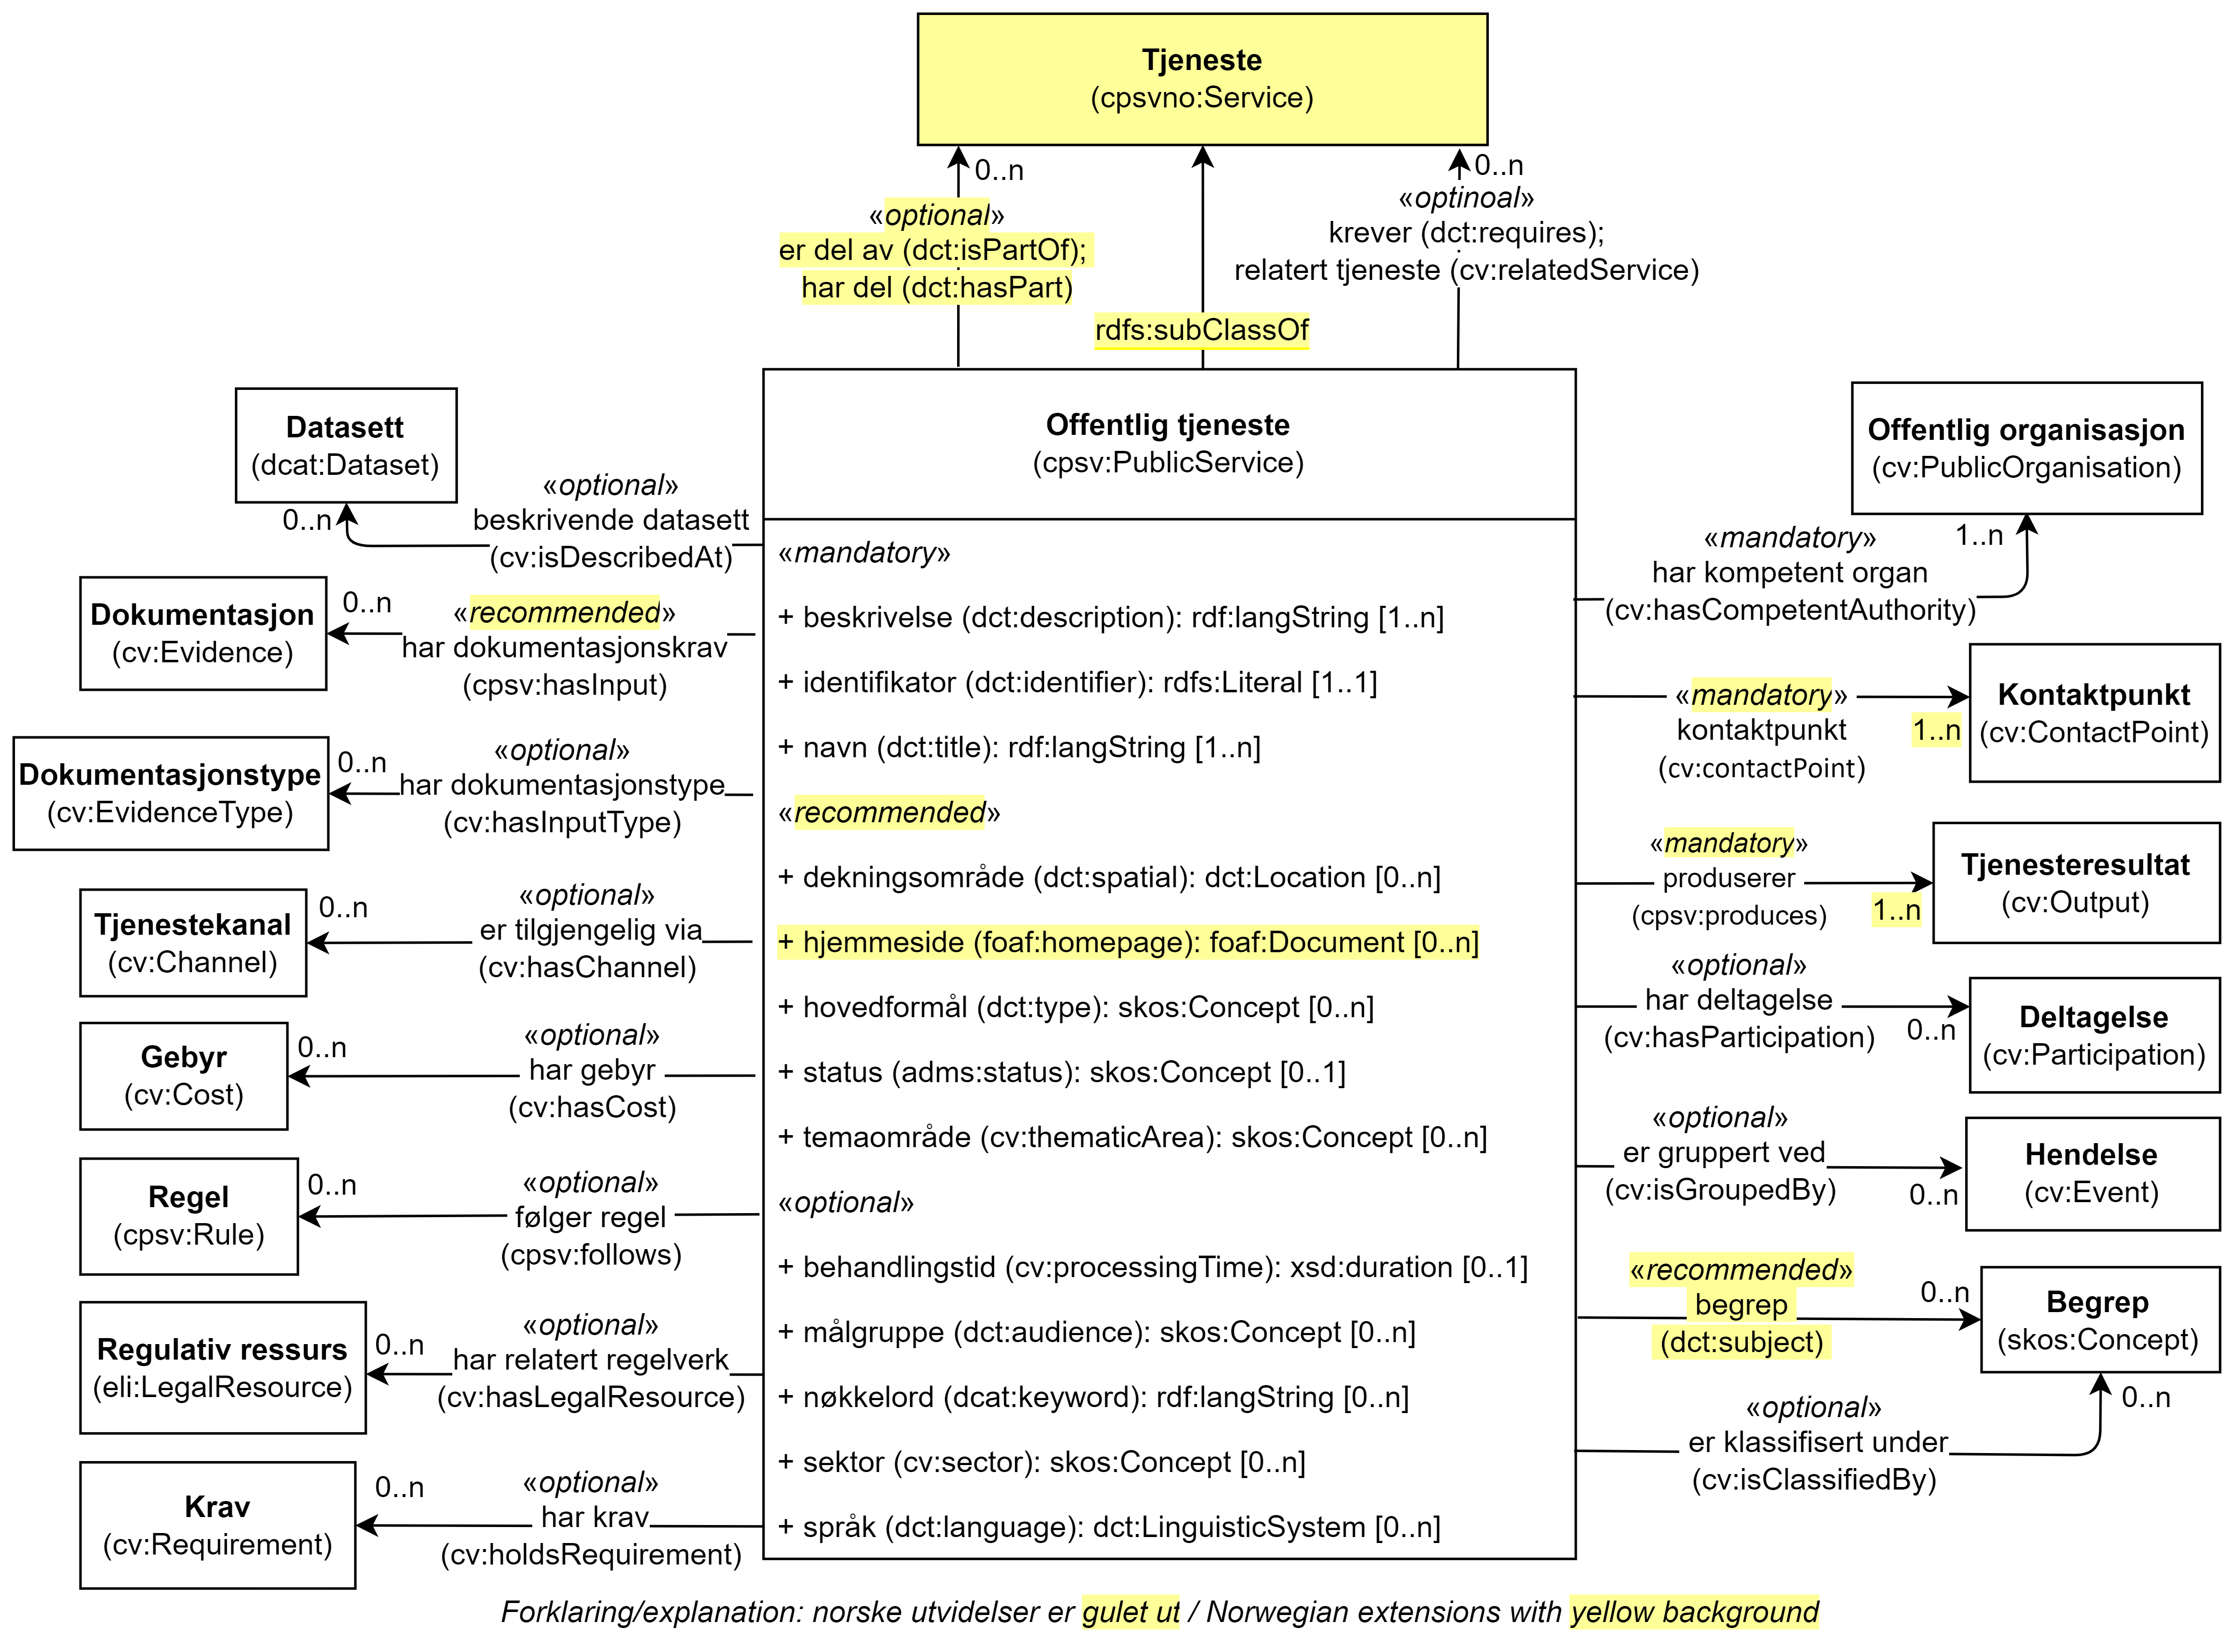 Tjeneste
(cpsvno:Service)
0..n
«optional»
er del av (dct:isPartOf);
har del (dct:hasPart)
rdfs:subClassOf
0..n
«optinoal»
krever (dct:requires);
relatert tjeneste (cv:relatedService)
Datasett
(dcat:Dataset)
0..n
«optional»
beskrivende datasett
(cv:isDescribedAt)
Dokumentasjon
(cv:Evidence)
0..n
«recommended»
har dokumentasjonskrav
(cpsv:hasInput)
Dokumentasjonstype
(cv:EvidenceType)
0..n
«optional»
har dokumentasjonstype
(cv:hasInputType)
Tjenestekanal
(cv:Channel)
0..n
«optional»
er tilgjengelig via
(cv:hasChannel)
Gebyr
(cv:Cost)
0..n
«optional»
har gebyr
(cv:hasCost)
Regel
(cpsv:Rule)
0..n
«optional»
følger regel
(cpsv:follows)
Regulativ ressurs
(eli:LegalResource)
0..n
«optional»
har relatert regelverk
(cv:hasLegalResource)
Krav
(cv:Requirement)
0..n
«optional»
har krav
(cv:holdsRequirement)
Offentlig tjeneste
(cpsv:PublicService)
«mandatory»
+ beskrivelse (dct:description): rdf:langString [1..n]
+ identifikator (dct:identifier): rdfs:Literal [1..1]
+ navn (dct:title): rdf:langString [1..n]
«recommended»
+ dekningsområde (dct:spatial): dct:Location [0..n]
+ hjemmeside (foaf:homepage): foaf:Document [0..n]
+ hovedformål (dct:type): skos:Concept [0..n]
+ status (adms:status): skos:Concept [0..1]
+ temaområde (cv:thematicArea): skos:Concept [0..n]
«optional»
+ behandlingstid (cv:processingTime): xsd:duration [0..1]
+ målgruppe (dct:audience): skos:Concept [0..n]
+ nøkkelord (dcat:keyword): rdf:langString [0..n]
+ sektor (cv:sector): skos:Concept [0..n]
+ språk (dct:language): dct:LinguisticSystem [0..n]
Offentlig organisasjon
(cv:PublicOrganisation)
1..n
«mandatory»
har kompetent organ
(cv:hasCompetentAuthority)
«mandatory»
kontaktpunkt
(cv:contactPoint)
1..n
Kontaktpunkt
(cv:ContactPoint)
«mandatory»
produserer
(cpsv:produces)
1..n
Tjenesteresultat
(cv:Output)
«optional»
har deltagelse
(cv:hasParticipation)
0..n
Deltagelse
(cv:Participation)
«optional»
er gruppert ved
(cv:isGroupedBy)
0..n
Hendelse
(cv:Event)
«recommended»
begrep
(dct:subject)
0..n
Begrep
(skos:Concept)
«optional»
er klassifisert under
(cv:isClassifiedBy)
0..n
Forklaring/explanation: norske utvidelser er gulet ut / Norwegian extensions with yellow background